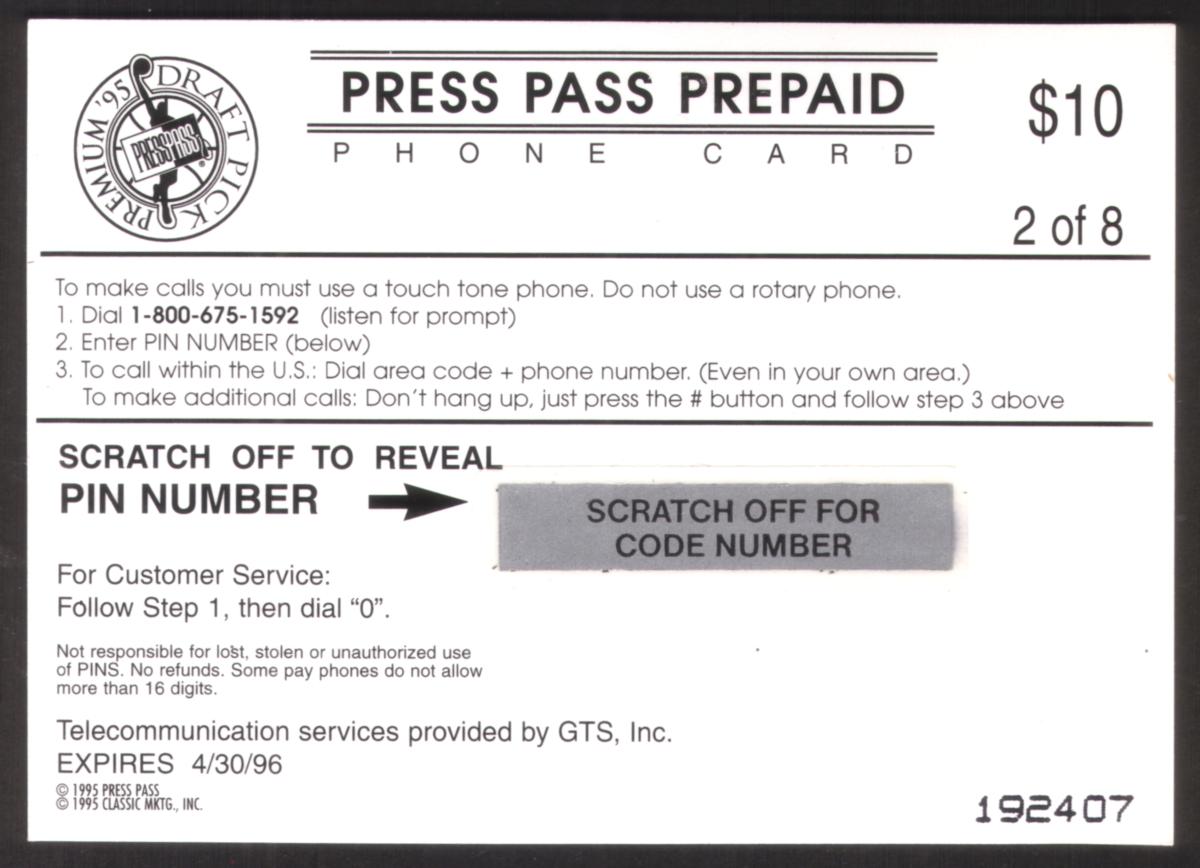 PREMIUM '95 DRAFT PICK
PRESS PASS
®
PRESS PASS PREPAID
PHONE CARD
$10
2 of 8
To make calls you must use a touch tone phone. Do not use a rotary phone.
1. Dial 1-800-675-1592 (listen for prompt)
2. Enter PIN NUMBER (below)
3. To call within the U.S.: Dial area code + phone number. (Even in your own area.)
To make additional calls: Don't hang up, just press the # button and follow step 3 above
SCRATCH OFF TO REVEAL
PIN NUMBER
SCRATCH OFF FOR
CODE NUMBER
For Customer Service:
Follow Step 1, then dial “0”.
Not responsible for lost, stolen or unauthorized use
of PINS. No refunds. Some pay phones do not allow
more than 16 digits.
Telecommunication services provided by GTS, Inc.
EXPIRES 4/30/96
© 1995 PRESS PASS
© 1995 CLASSIC MKTG., INC.
192407